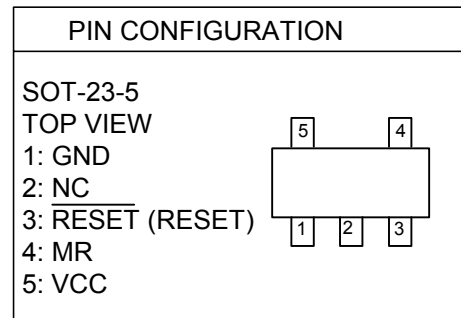 PIN CONFIGURATION
SOT-23-5
TOP VIEW
1: GND
2: NC
3: R̅E̅S̅E̅T̅ (RESET)
4: MR
5: VCC
5 4
1 2 3